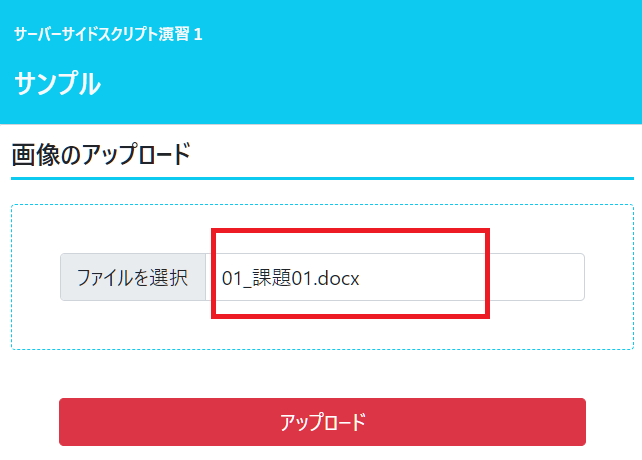 サーバーサイドスクリプト演習 1
サンプル
画像のアップロード
ファイルを選択 01_課題01.docx
アップロード